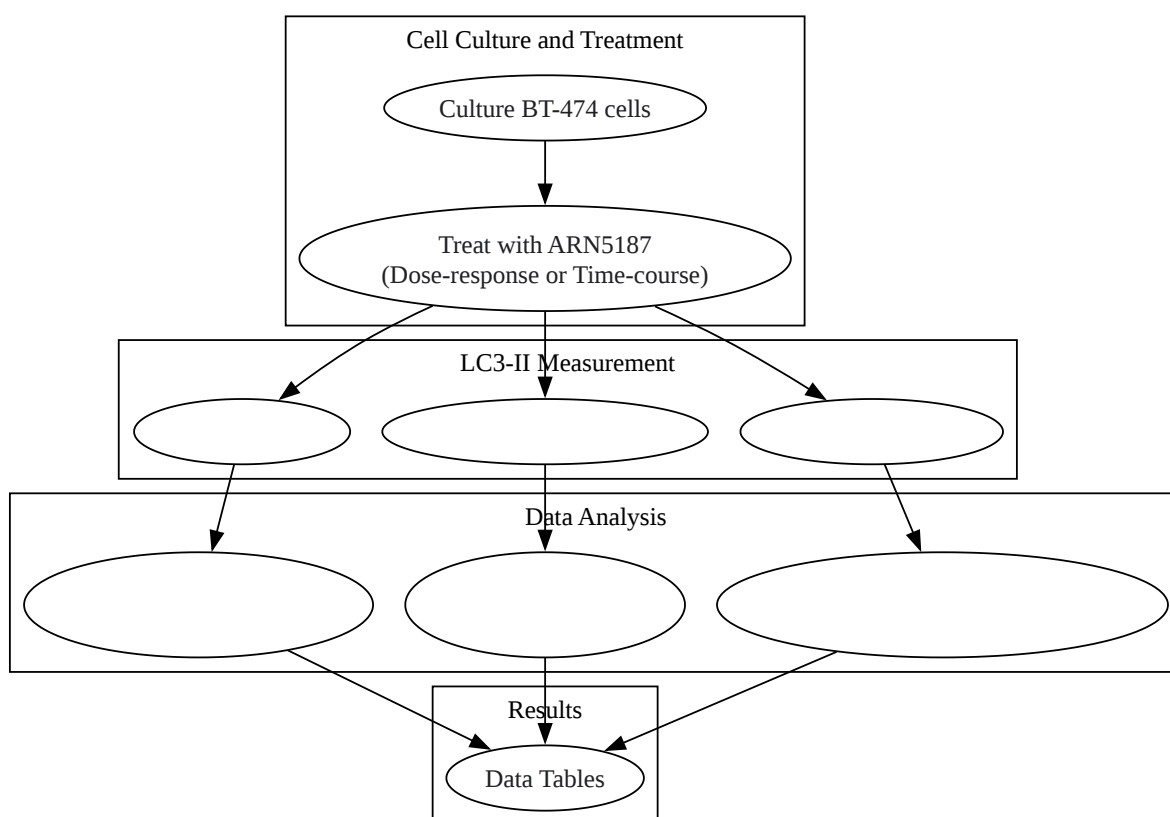 Cell Culture and Treatment
Culture BT-474 cells
Treat with ARN5187
(Dose-response or Time-course)
LC3-II Measurement
Data Analysis
Results
Data Tables